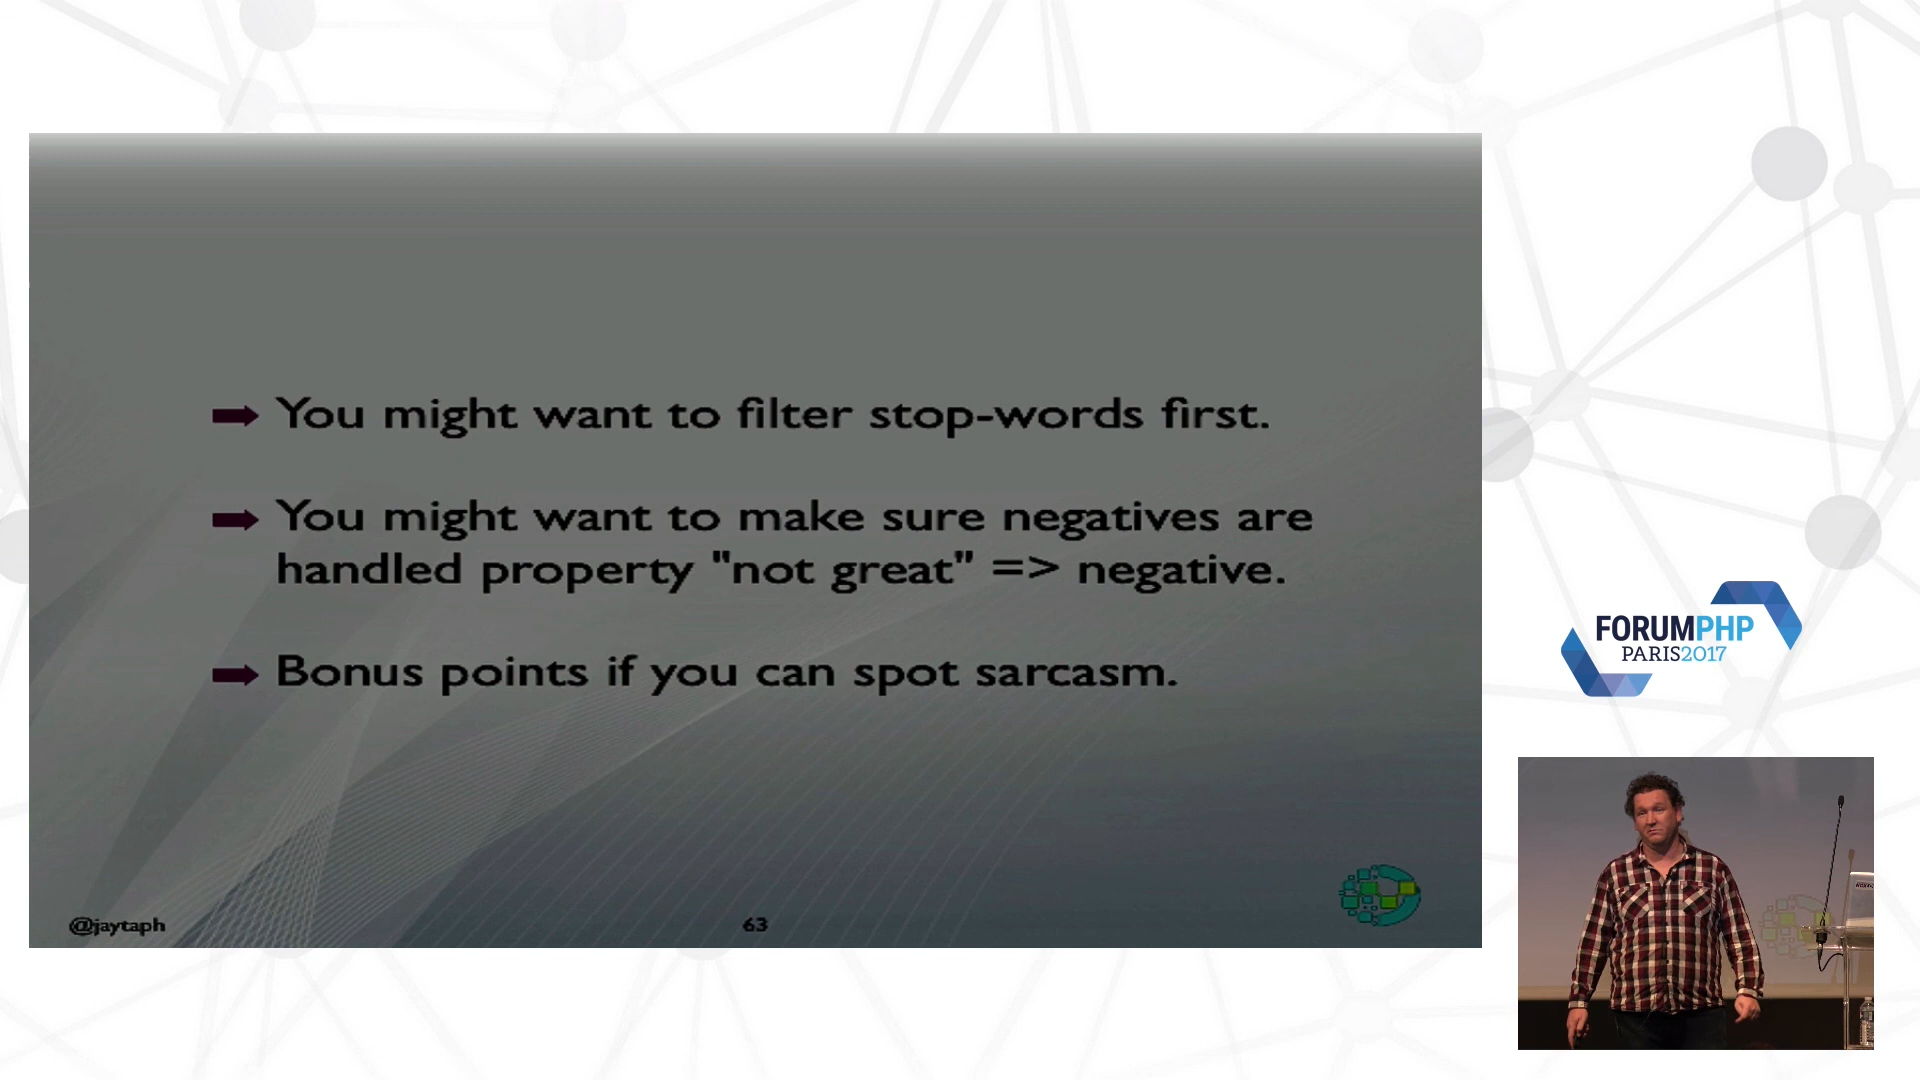 You might want to filter stop-words first.
You might want to make sure negatives are
handled property "not great" => negative.
Bonus points if you can spot sarcasm.
@jaytaph
63
FORUMPHP
PARIS2017